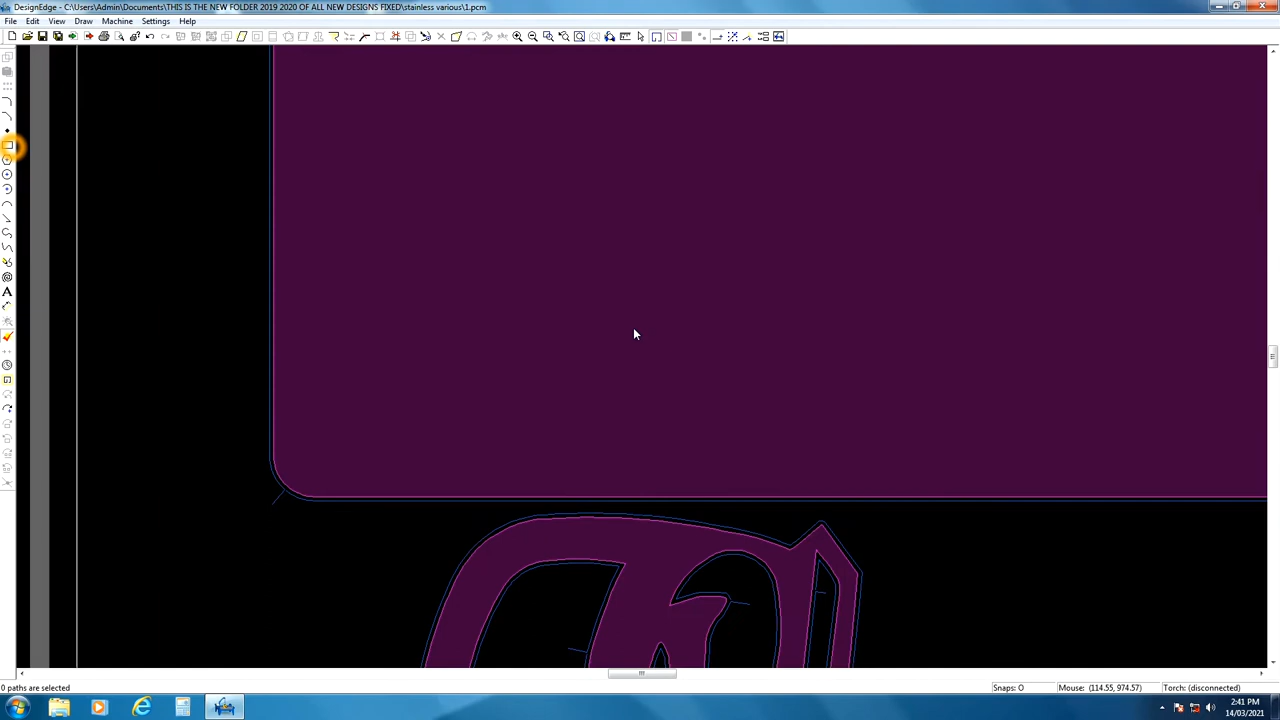 DesignEdge - C:\Users\Admin\Documents\THIS IS THE NEW FOLDER 2019 2020 OF ALL NEW DESIGNS FIXED\stainless various\1.pcm
File Edit View Draw Machine Settings Help
A
0 paths are selected
Snaps: O
Mouse: (114.55, 974.57)
Torch: (disconnected)
2:41 PM
14/03/2021